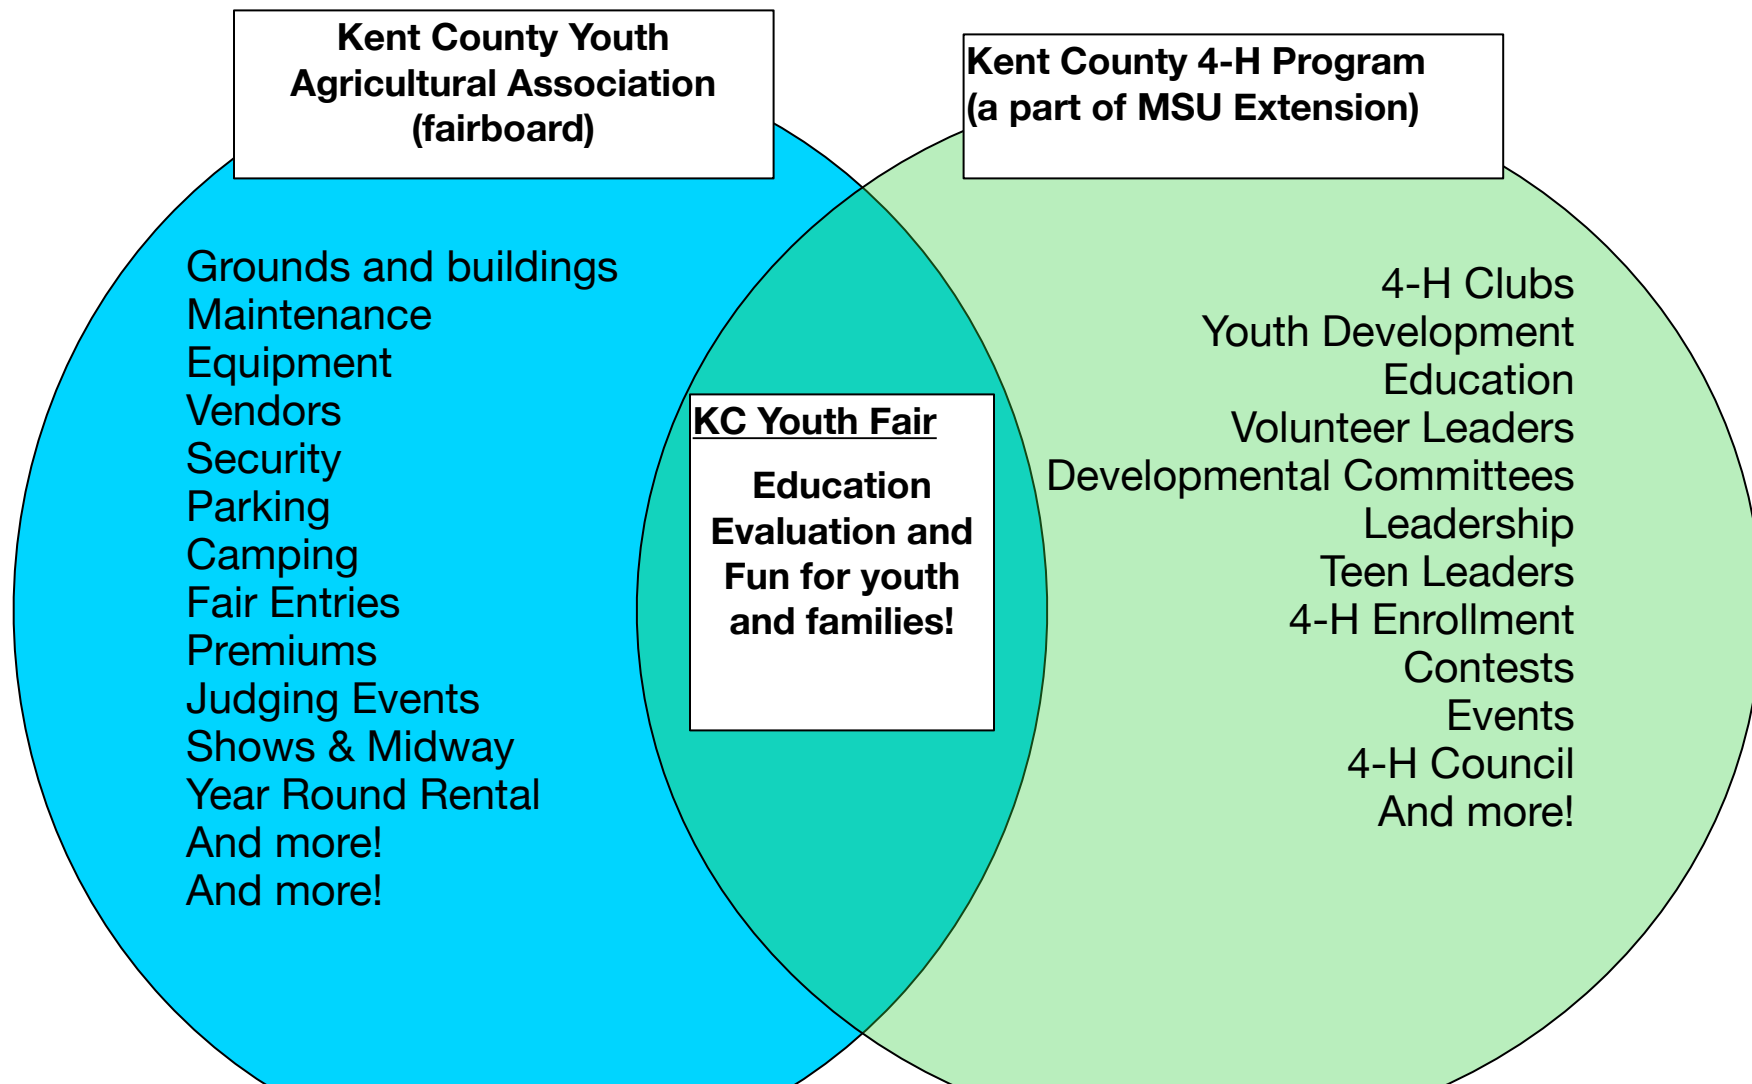 Kent County Youth
Agricultural Association
(fairboard)
Kent County 4-H Program
(a part of MSU Extension)
Grounds and buildings
Maintenance
Equipment
Vendors
Security
Parking
Camping
Fair Entries
Premiums
Judging Events
Shows & Midway
Year Round Rental
And more!
And more!
KC Youth Fair
Education
Evaluation and
Fun for youth
and families!
4-H Clubs
Youth Development
Education
Volunteer Leaders
Developmental Committees
Leadership
Teen Leaders
4-H Enrollment
Contests
Events
4-H Council
And more!